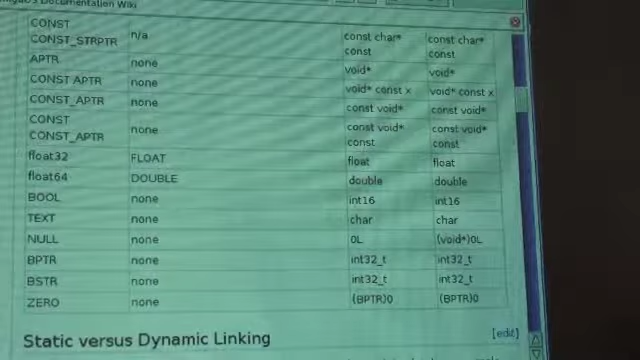 Documentation Wiki
CONST
CONST_STRPTR n/a const char* const const char* const
APTR none void* void*
CONST APTR none void* const x void* const x
CONST_APTR none const void* const void*
CONST
CONST_APTR none const void* const const void* const
float32 FLOAT float float
float64 DOUBLE double double
BOOL none int16 int16
TEXT none char char
NULL none 0L (void*)0L
BPTR none int32_t int32_t
BSTR none int32_t int32_t
ZERO none (BPTR)0 (BPTR)0
Static versus Dynamic Linking [edit]